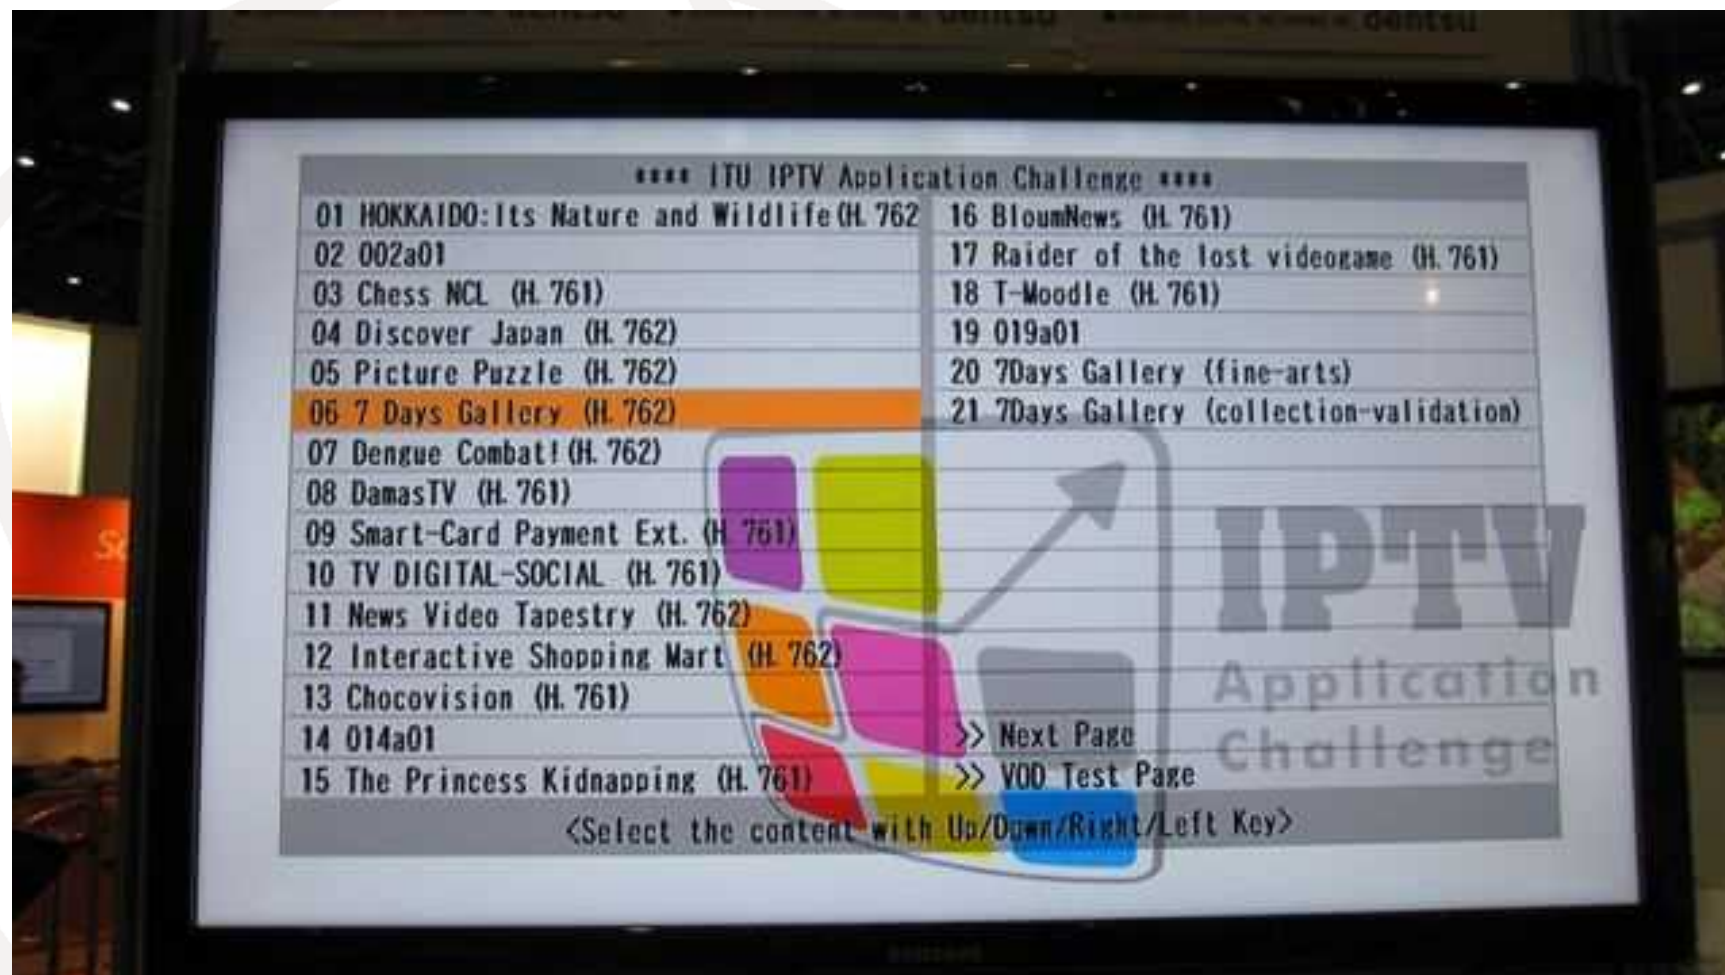 dentsu dentsu dentsu
**** ITU IPTV Application Challenge ****
01 HOKKAIDO:Its Nature and Wildlife(H.762
02 002a01
03 Chess NCL (H.761)
04 Discover Japan (H.762)
05 Picture Puzzle (H.762)
06 7 Days Gallery (H.762)
07 Dengue Combat!(H.762)
08 DamasTV (H.761)
09 Smart-Card Payment Ext. (H.761)
10 TV DIGITAL-SOCIAL (H.761)
11 News Video Tapestry (H.762)
12 Interactive Shopping Mart (H.762)
13 Chocovision (H.761)
14 014a01
15 The Princess Kidnapping (H.761)
16 BloumNews (H.761)
17 Raider of the lost videogame (H.761)
18 T-Moodle (H.761)
19 019a01
20 7Days Gallery (fine-arts)
21 7Days Gallery (collection-validation)
>> Next Page
>> VOD Test Page
IPTV
Application
Challenge
<Select the content with Up/Down/Right/Left Key>